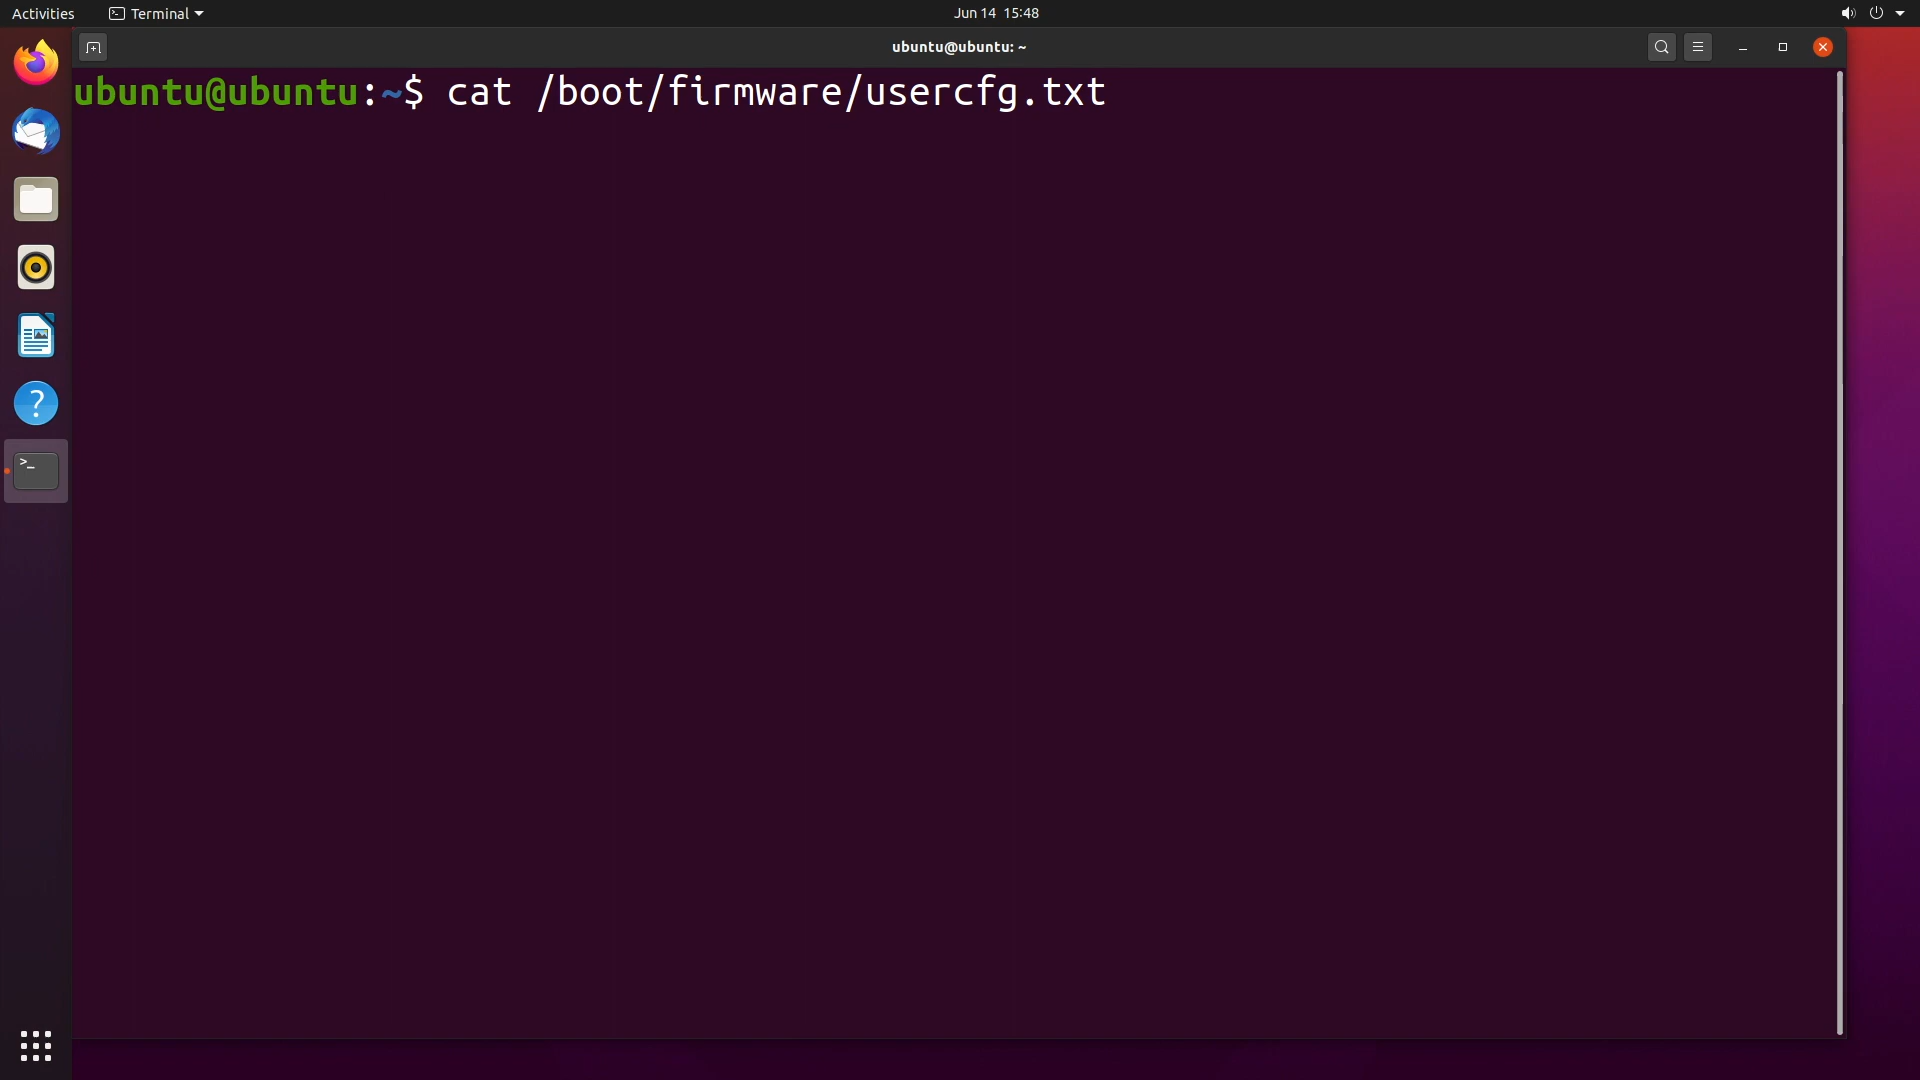 Activities Terminal Jun 14 15:48
ubuntu@ubuntu: ~
ubuntu@ubuntu:~$ cat /boot/firmware/usercfg.txt